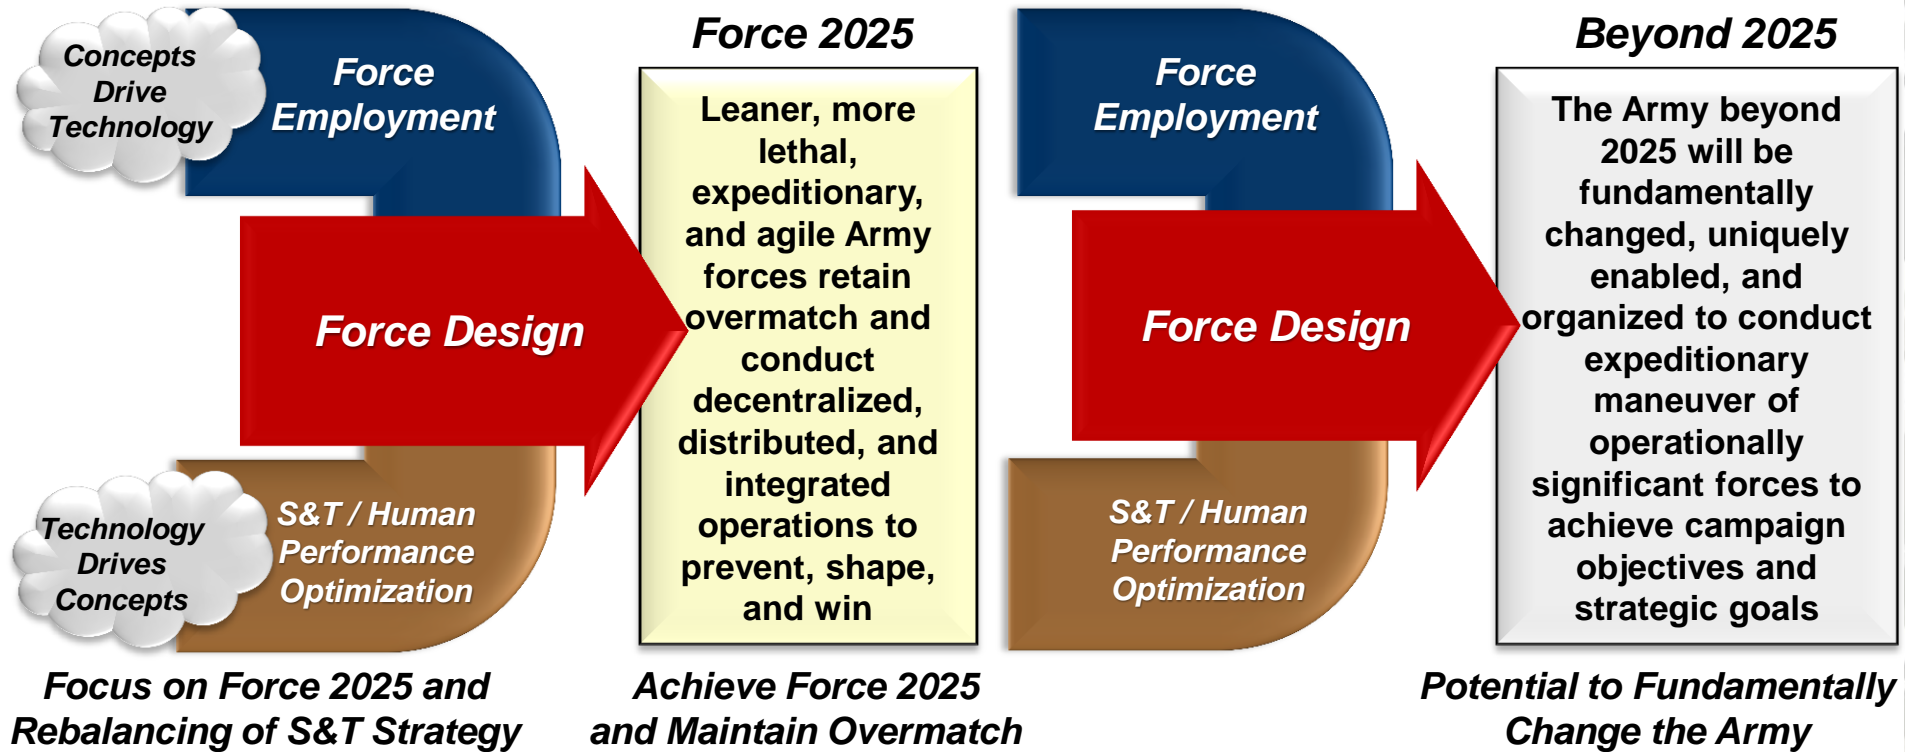 Concepts
Drive
Technology
Force
Employment
Force Design
Technology
Drives
Concepts
S&T / Human
Performance
Optimization
Focus on Force 2025 and
Rebalancing of S&T Strategy
Force 2025
Leaner, more
lethal,
expeditionary,
and agile Army
forces retain
overmatch and
conduct
decentralized,
distributed, and
integrated
operations to
prevent, shape,
and win
Achieve Force 2025
and Maintain Overmatch
Force
Employment
Force Design
S&T / Human
Performance
Optimization
Beyond 2025
The Army beyond
2025 will be
fundamentally
changed, uniquely
enabled, and
organized to conduct
expeditionary
maneuver of
operationally
significant forces to
achieve campaign
objectives and
strategic goals
Potential to Fundamentally
Change the Army